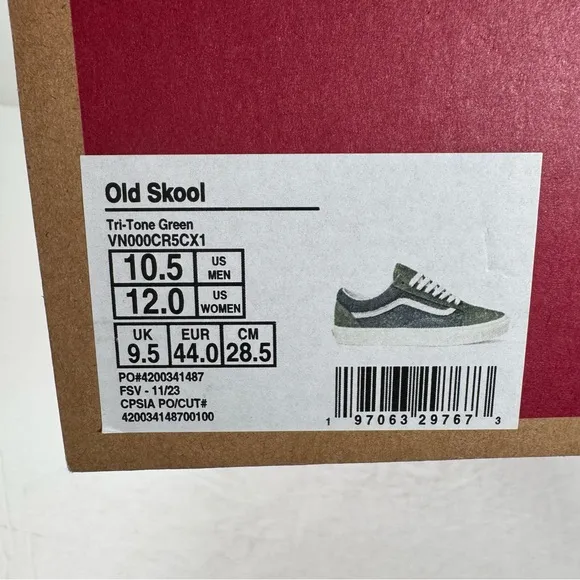 Old Skool
Tri-Tone Green
VN000CR5CX1
10.5 US MEN
12.0 US WOMEN
UK 9.5 EUR 44.0 CM 28.5
PO#4200341487
FSV - 11/23
CPSIA PO/CUT#
420034148700100
1 97063 29767 3